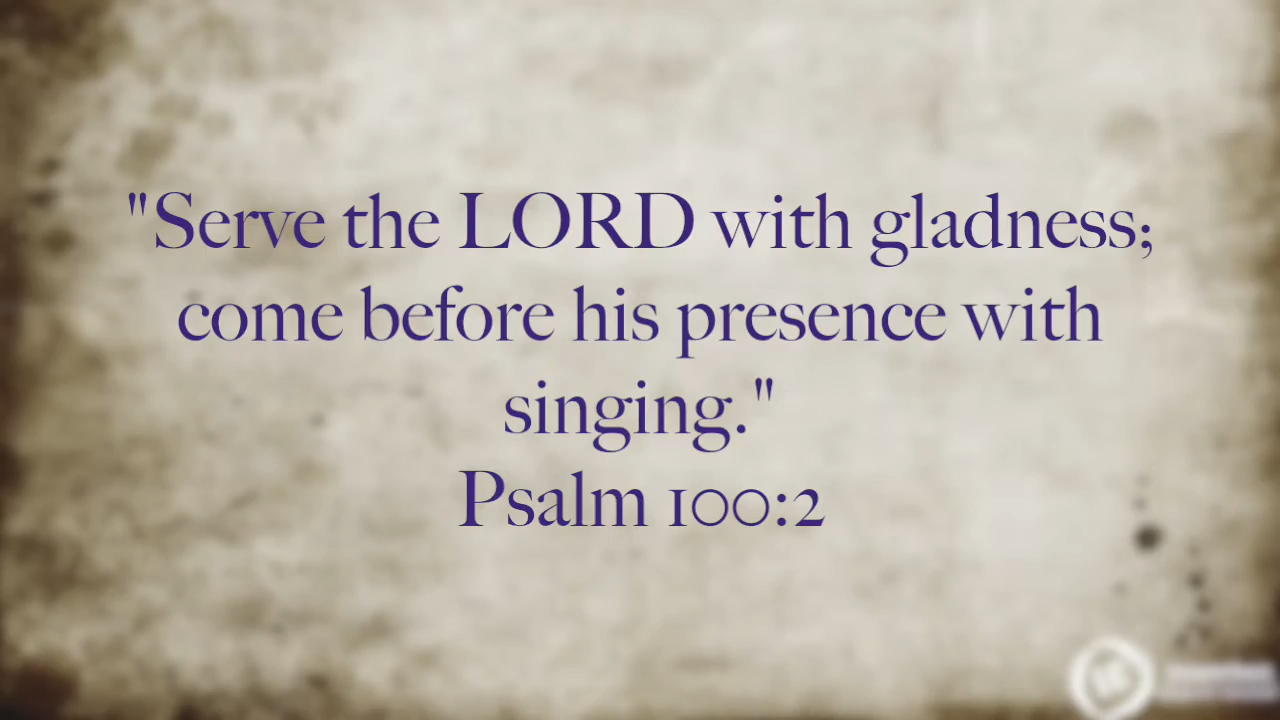 "Serve the LORD with gladness;
come before his presence with
singing."
Psalm 100:2